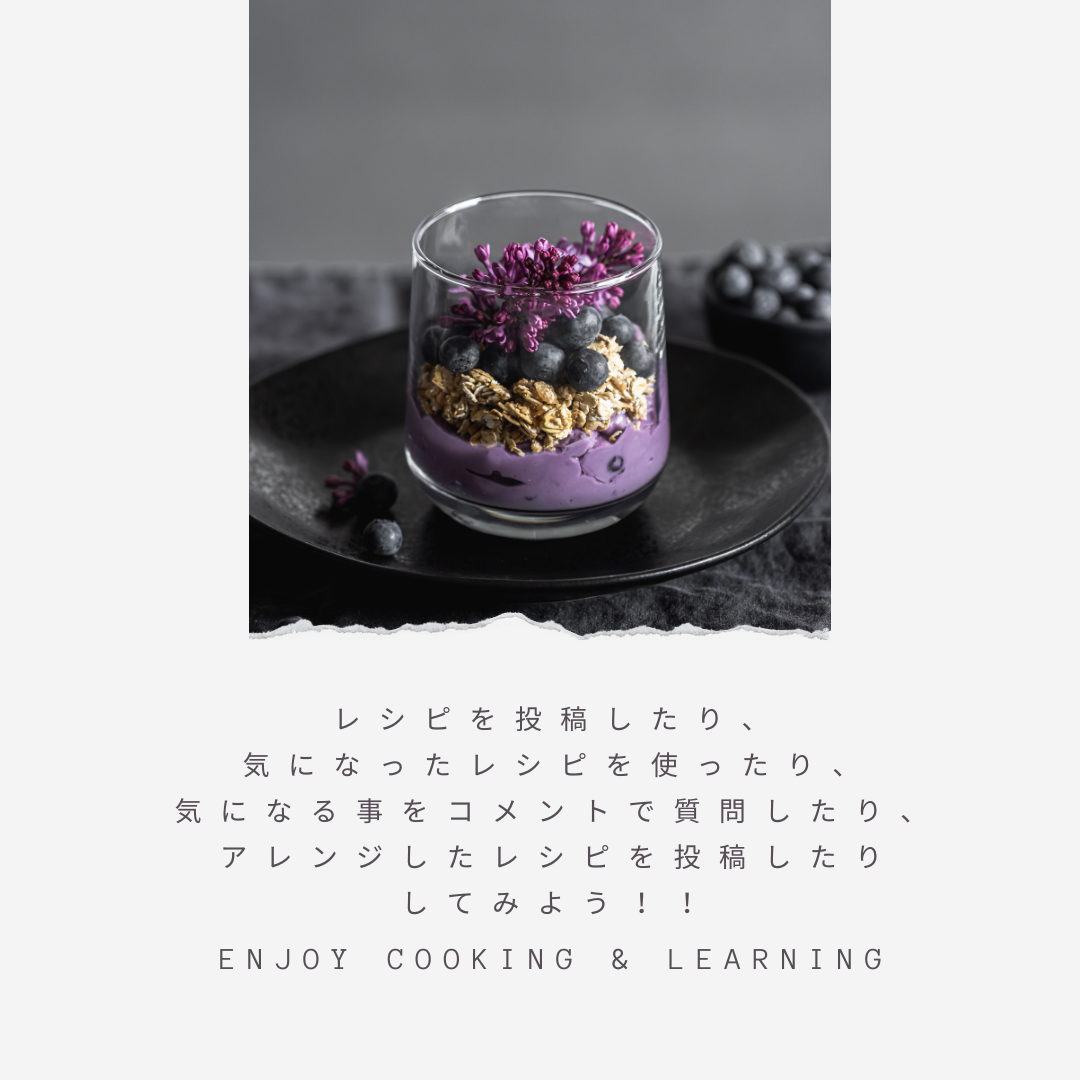 レシピを投稿したり、
気になったレシピを使ったり、
気になる事をコメントで質問したり、
アレンジしたレシピを投稿したり
してみよう！！
ENJOY COOKING & LEARNING